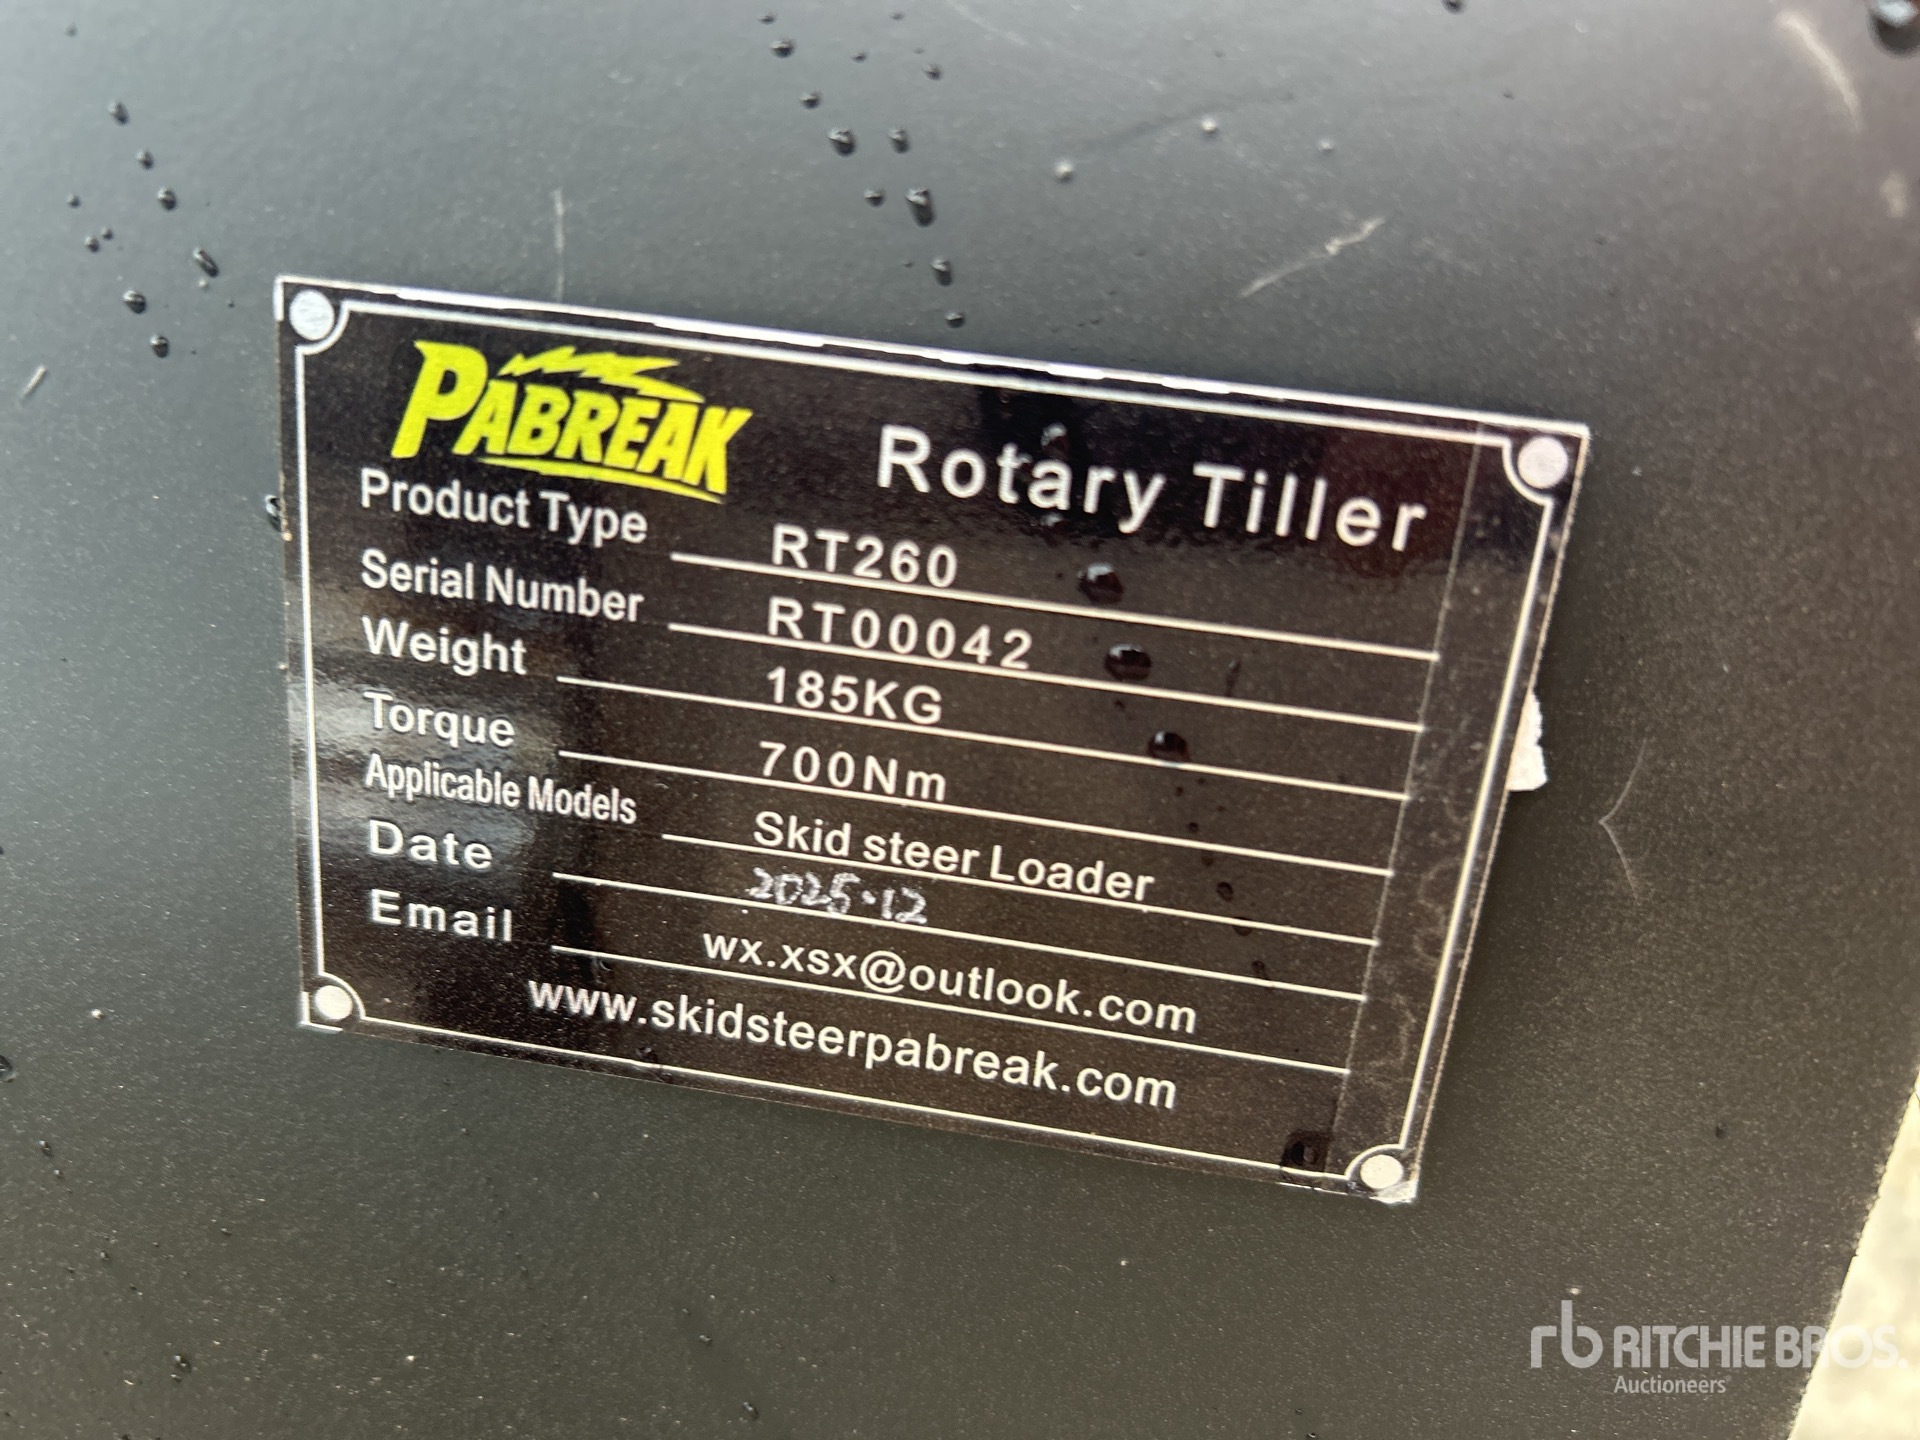 PABREAK Rotary Tiller
Product Type RT260
Serial Number RT00042
Weight 185KG
Torque 700Nm
Applicable Models Skid steer Loader
Date 2025.12
Email wx.xsx@outlook.com
www.skidsteerpabreak.com
rb RITCHIE BROS.
Auctioneers